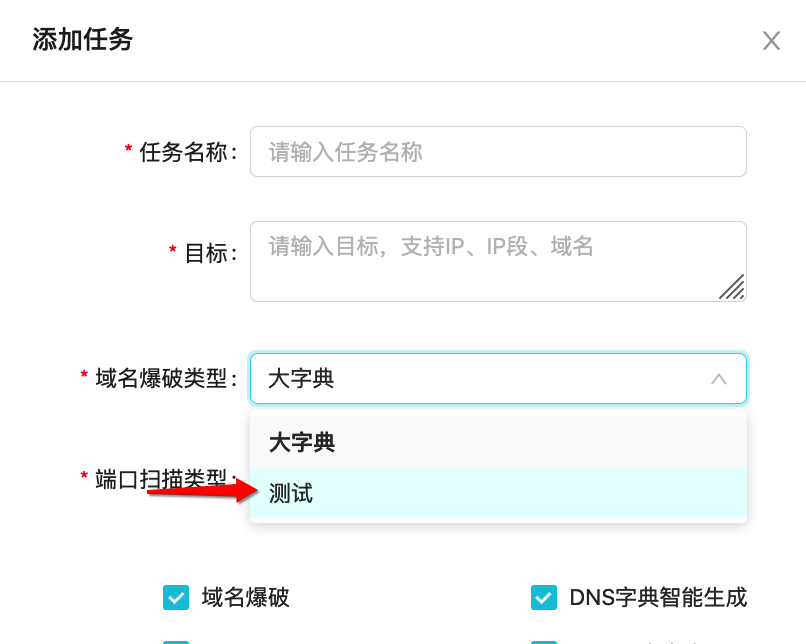 添加任务
* 任务名称：
请输入任务名称
* 目标：
请输入目标，支持IP、IP段、域名
* 域名爆破类型：
大字典
大字典
* 端口扫描类型：
测试
域名爆破
DNS字典智能生成